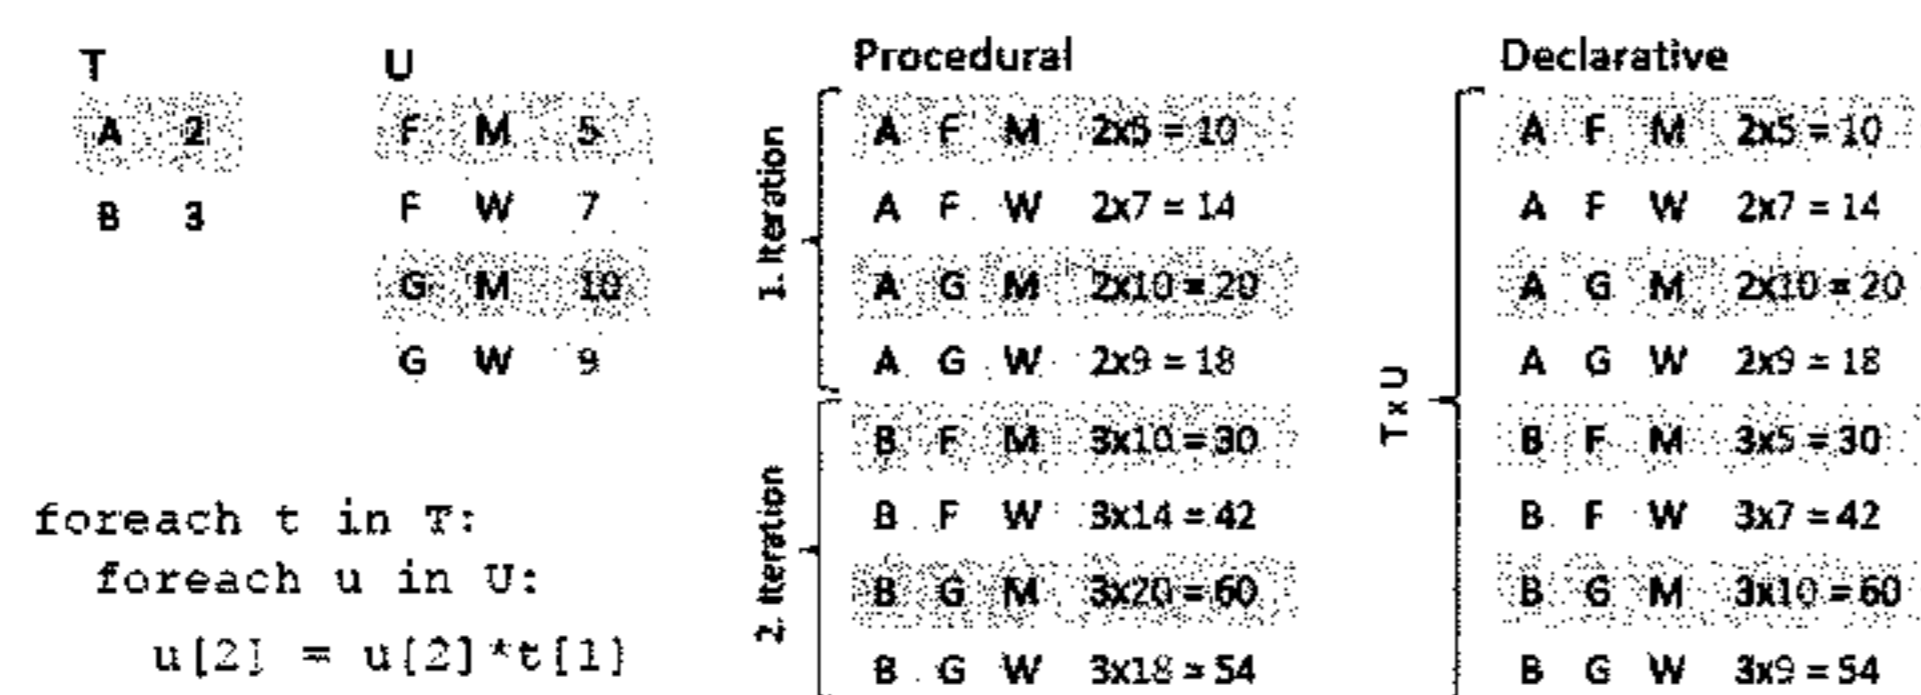 T
A 2
B 3
U
F M 5
F W 7
G M 10
G W 9
foreach t in T:
foreach u in U:
u[2] = u[2]*t[1]
Procedural
1. Iteration
A F M 2x5 = 10
A F W 2x7 = 14
A G M 2x10 = 20
A G W 2x9 = 18
2. Iteration
B F M 3x10 = 30
B F W 3x14 = 42
B G M 3x20 = 60
B G W 3x18 = 54
Declarative
T x U
A F M 2x5 = 10
A F W 2x7 = 14
A G M 2x10 = 20
A G W 2x9 = 18
B F M 3x5 = 30
B F W 3x7 = 42
B G M 3x10 = 60
B G W 3x9 = 54